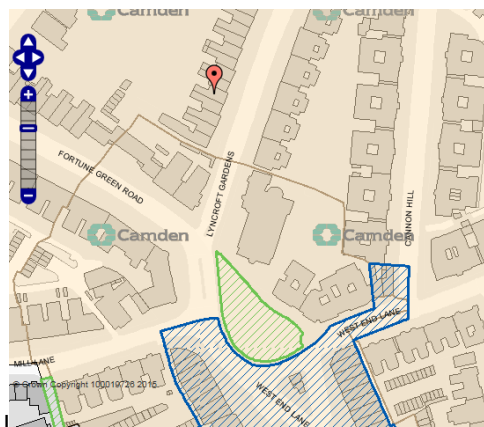 Camden
Camden
FORTUNE GREEN ROAD
LYNCROFT GARDENS
CANNON HILL
Camden
Camden
WEST END LANE
MILL LANE
© Crown Copyright 100019726 2015
WEST END LANE